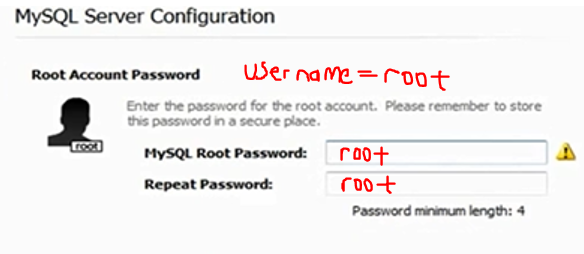 MySQL Server Configuration
Root Account Password username = root
Enter the password for the root account. Please remember to store
this password in a secure place.
root
MySQL Root Password: root
Repeat Password: root
Password minimum length: 4